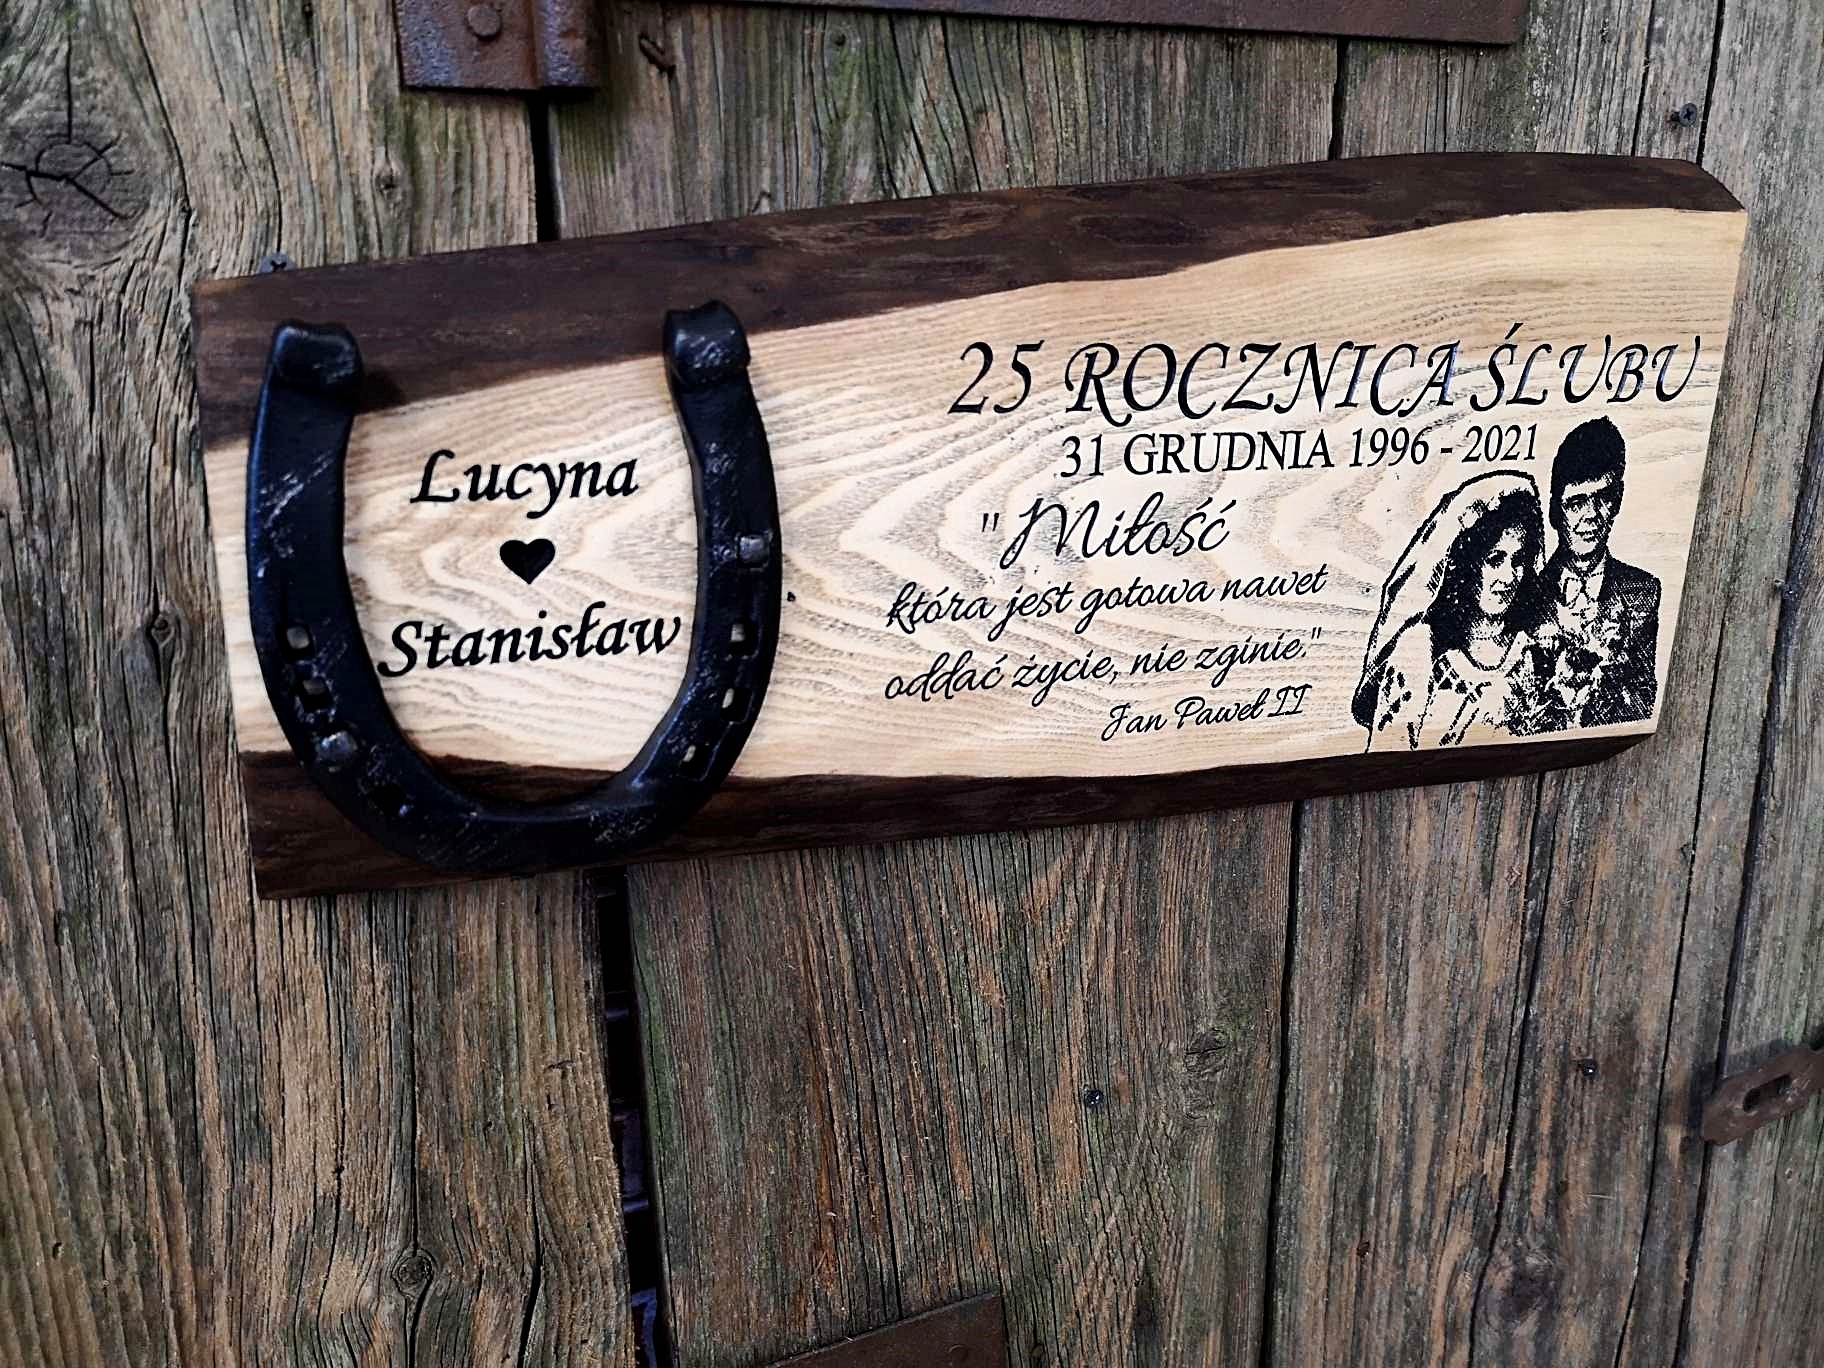 Lucyna
Stanisław
25 ROCZNICA ŚLUBU
31 GRUDNIA 1996 - 2021
"Miłość
która jest gotowa nawet
oddać życie, nie zginie."
Jan Paweł II